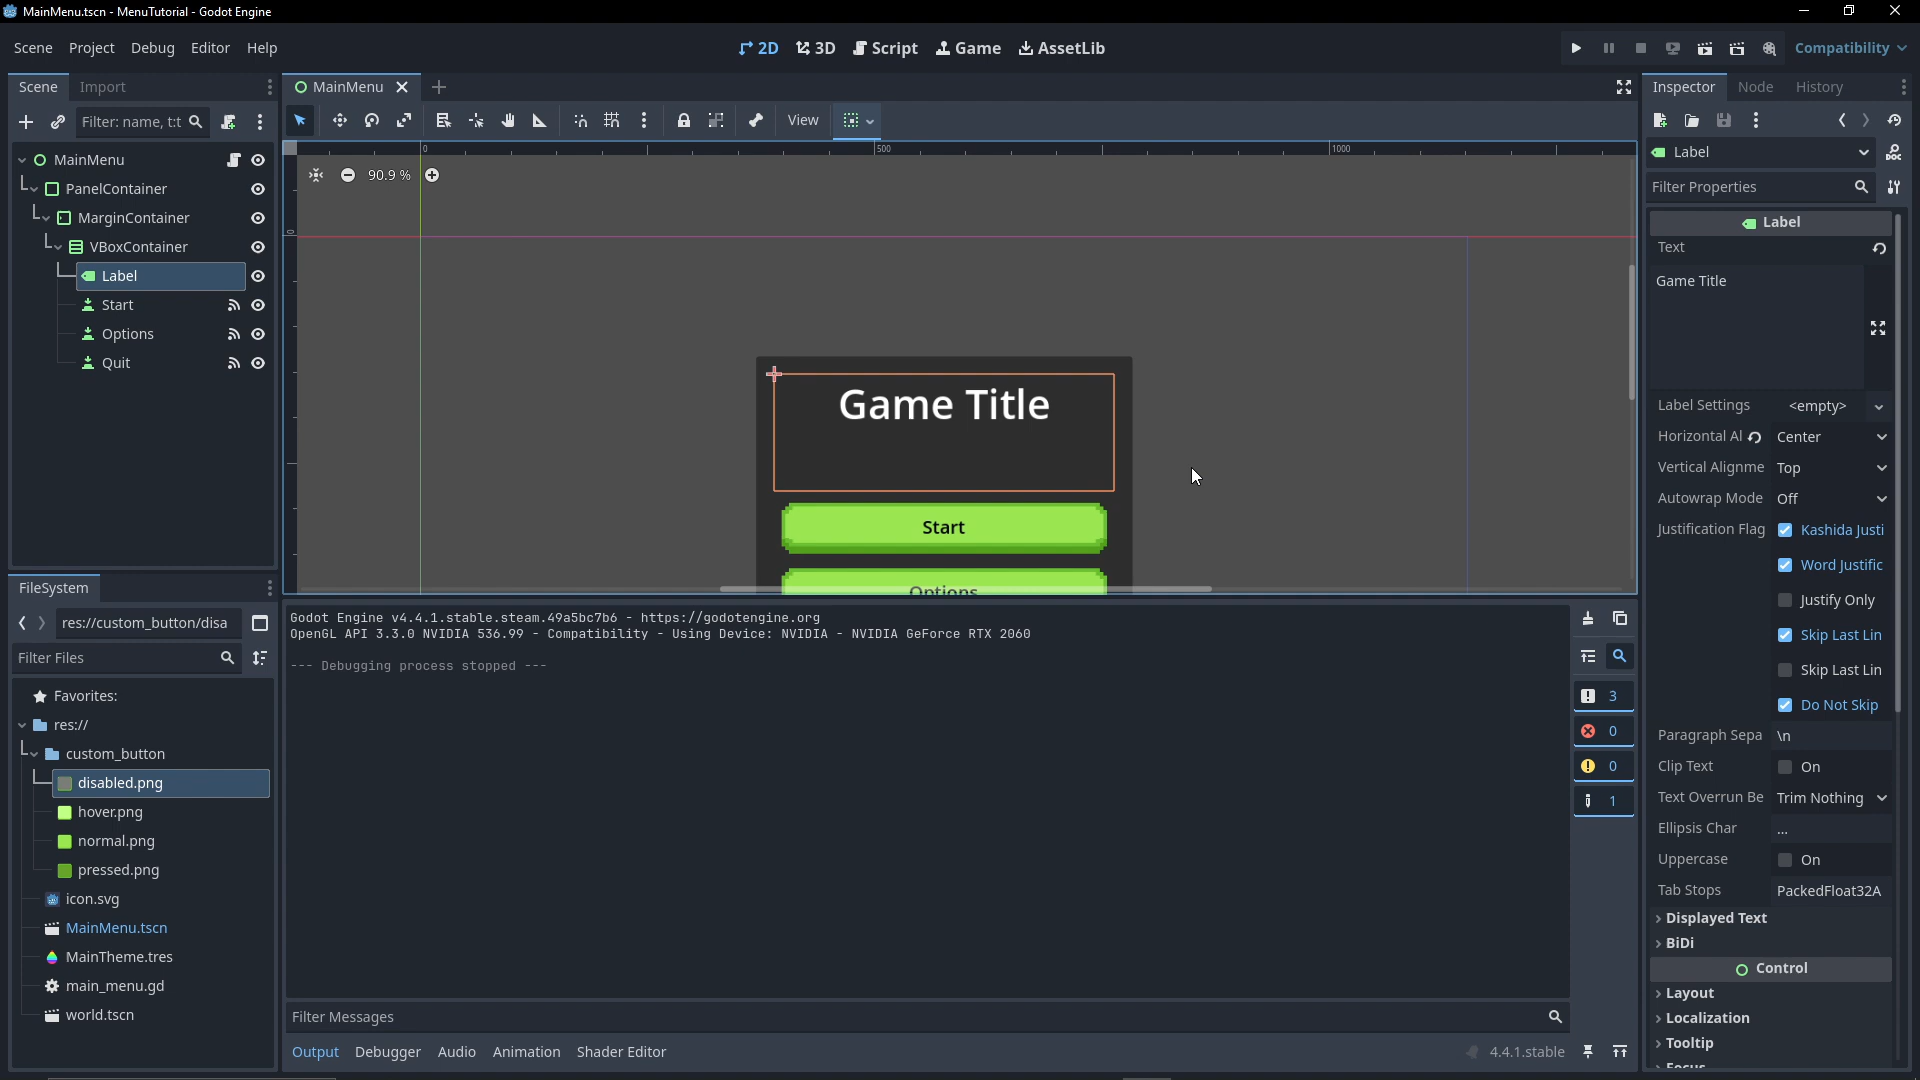 MainMenu.tscn - MenuTutorial - Godot Engine
Scene Project Debug Editor Help
2D 3D Script Game AssetLib
Compatibility
Scene Import
Filter: name, t:t
MainMenu
PanelContainer
MarginContainer
VBoxContainer
Label
Start
Options
Quit
FileSystem
res://custom_button/disa
Filter Files
Favorites:
res://
custom_button
disabled.png
hover.png
normal.png
pressed.png
icon.svg
MainMenu.tscn
MainTheme.tres
main_menu.gd
world.tscn
MainMenu
View
0 500 1000
0
90.9 %
Game Title
Start
Options
Godot Engine v4.4.1.stable.steam.49a5bc7b6 - https://godotengine.org
OpenGL API 3.3.0 NVIDIA 536.99 - Compatibility - Using Device: NVIDIA - NVIDIA GeForce RTX 2060
--- Debugging process stopped ---
3
0
0
1
Filter Messages
Output Debugger Audio Animation Shader Editor
4.4.1.stable
Inspector Node History
Label
Filter Properties
Label
Text
Game Title
Label Settings <empty>
Horizontal Al Center
Vertical Alignme Top
Autowrap Mode Off
Justification Flag Kashida Justi
Word Justific
Justify Only
Skip Last Lin
Skip Last Lin
Do Not Skip
Paragraph Sepa \n
Clip Text On
Text Overrun Be Trim Nothing
Ellipsis Char ...
Uppercase On
Tab Stops PackedFloat32A
Displayed Text
BiDi
Control
Layout
Localization
Tooltip
Focus